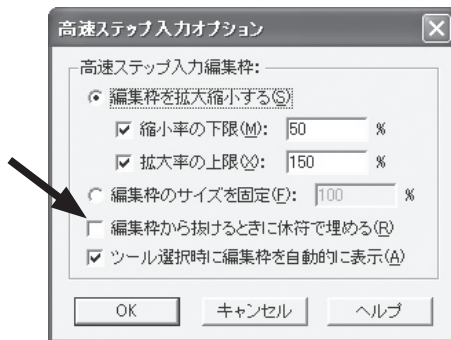 高速ステップ入力オプション
高速ステップ入力編集枠:
編集枠を拡大縮小する(S)
縮小率の下限(M): 50 %
拡大率の上限(X): 150 %
編集枠のサイズを固定(F): 100 %
編集枠から抜けるときに休符で埋める(R)
ツール選択時に編集枠を自動的に表示(A)
OK キャンセル ヘルプ